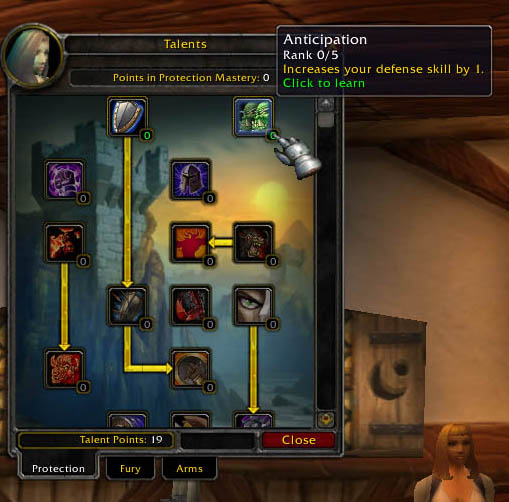 Talents
Anticipation
Rank 0/5
Increases your defense skill by 1.
Click to learn
Points in Protection Mastery: 0
0
0
0
0
0
0
0
0
0
0
0
0
Talent Points: 19
Close
Protection
Fury
Arms